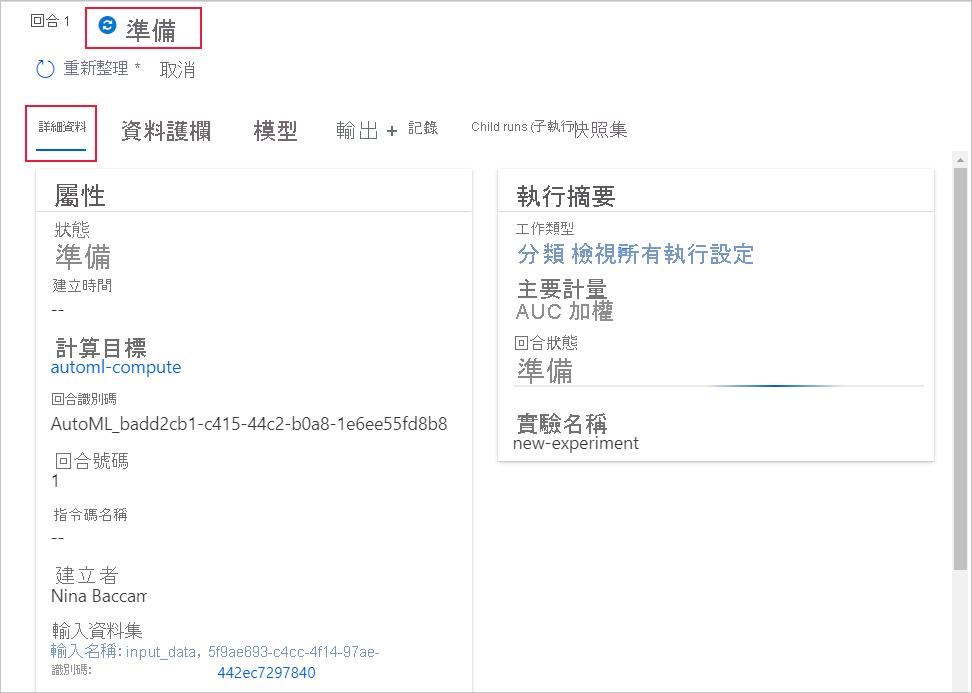 回合 1
準備
重新整理 * 取消
詳細資料 資料護欄 模型 輸出 + 記錄 Child runs (子執行 快照集
屬性
狀態
準備
建立時間
--
計算目標
automl-compute
回合識別碼
AutoML_badd2cb1-c415-44c2-b0a8-1e6ee55fd8b8
回合號碼
1
指令碼名稱
--
建立者
Nina Baccam
輸入資料集
輸入名稱: input_data, 5f9ae693-c4cc-4f14-97ae-
識別碼: 442ec7297840
執行摘要
工作類型
分類 檢視所有執行設定
主要計量
AUC 加權
回合狀態
準備
實驗名稱
new-experiment